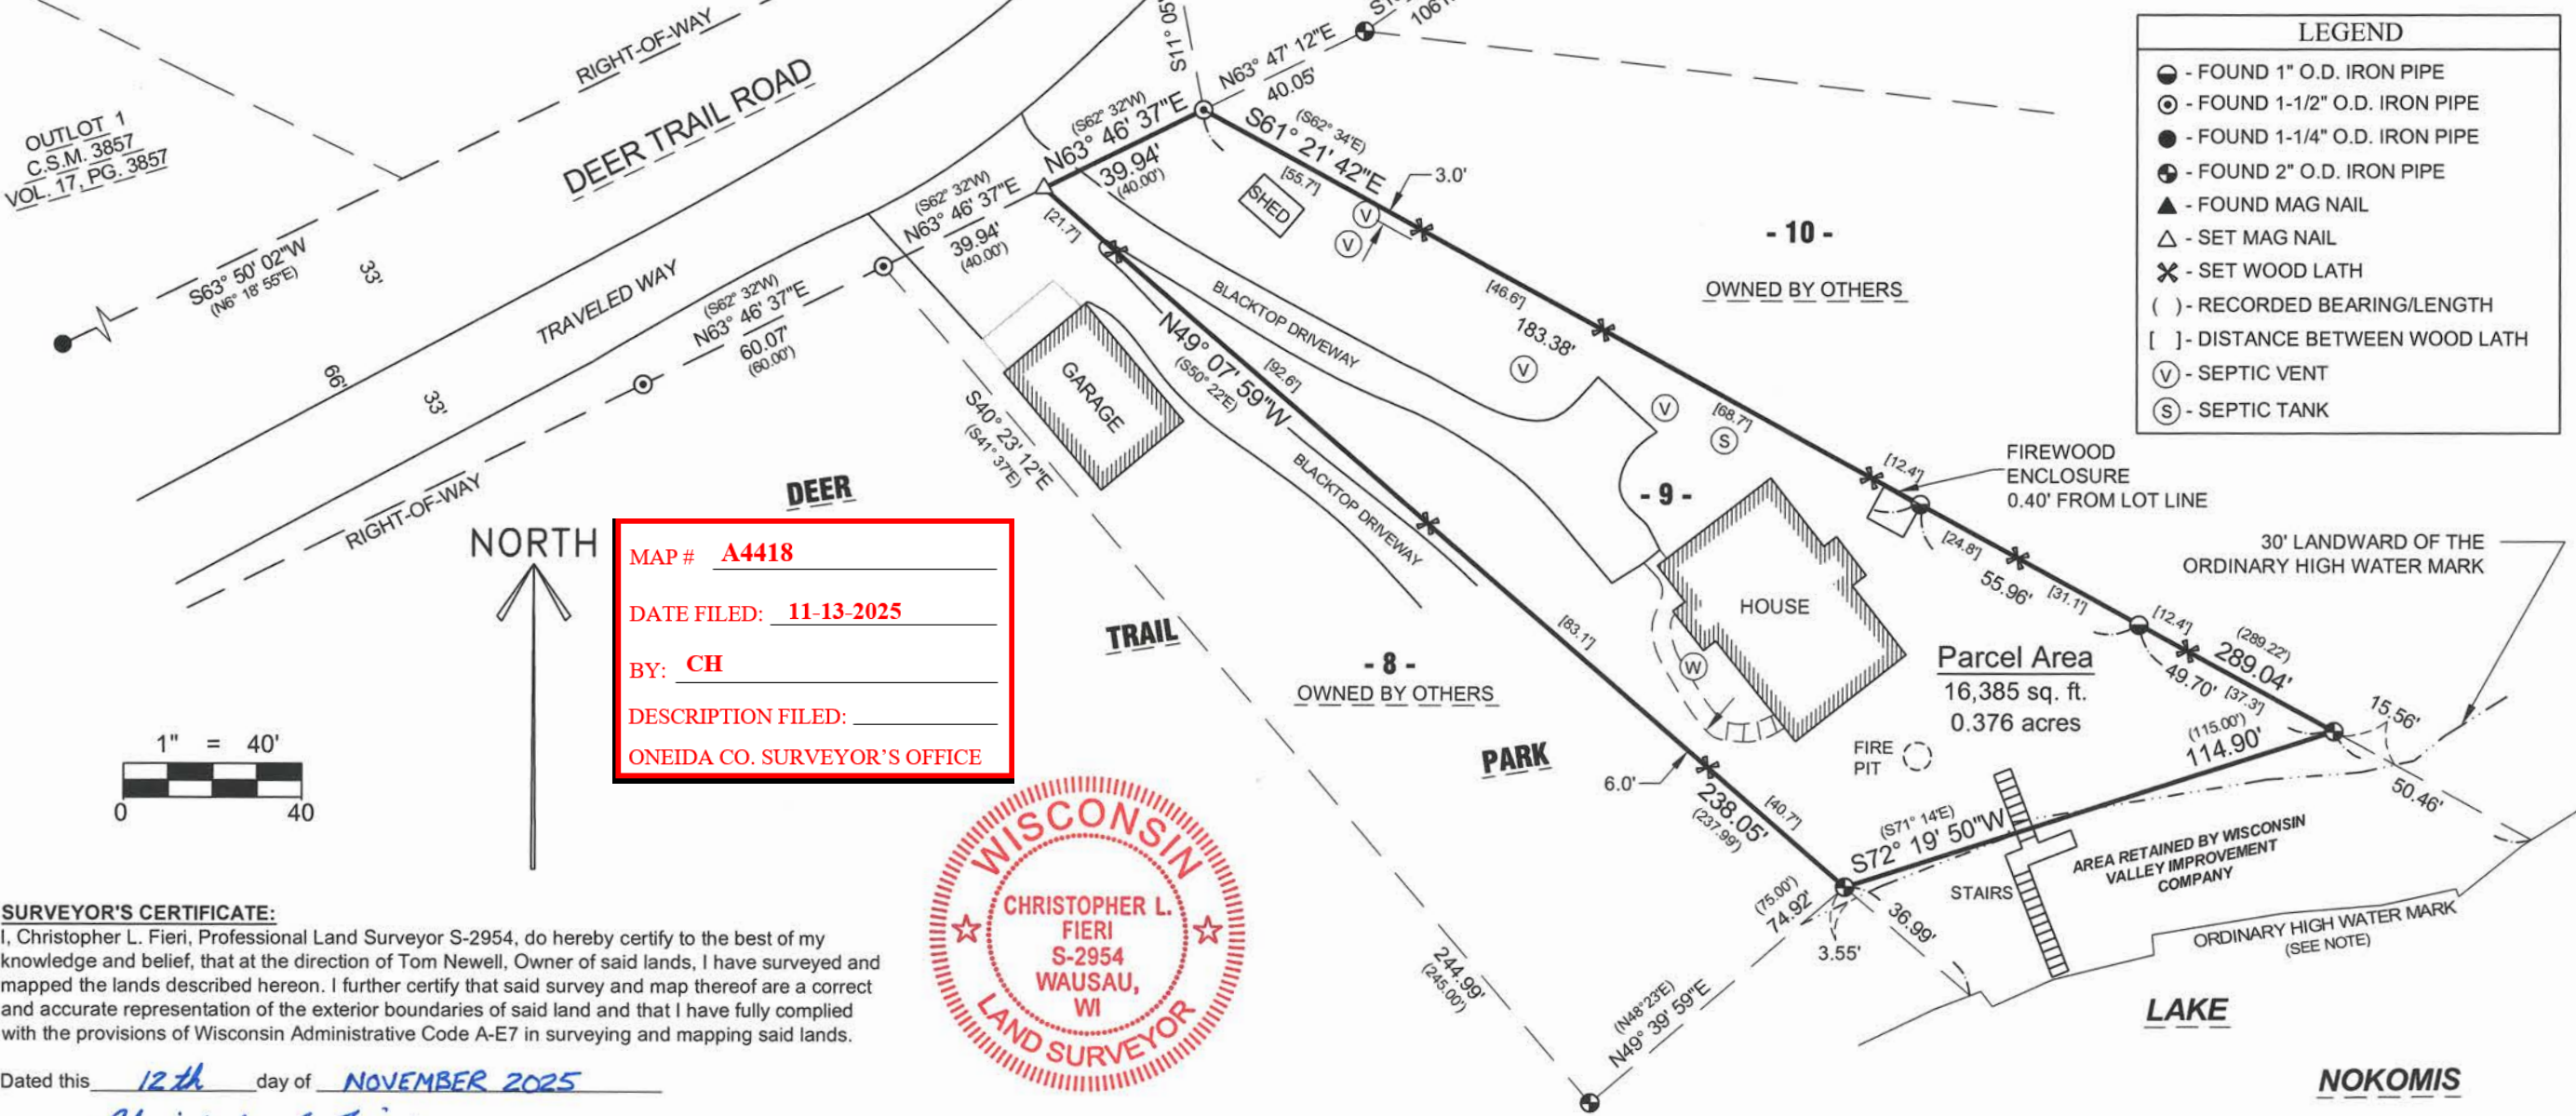 OUTLOT 1
C.S.M. 3857
VOL. 17, PG. 3857
RIGHT-OF-WAY
DEER TRAIL ROAD
S63° 50' 02"W
(N6° 18' 55"E)
33'
66'
33'
TRAVELED WAY
RIGHT-OF-WAY
(S62° 32'W)
N63° 46' 37"E
60.07'
(60.00')
(S62° 32'W)
N63° 46' 37"E
39.94'
(40.00')
(S62° 32'W)
N63° 46' 37"E
39.94'
(40.00')
S11° 05'
N63° 47' 12"E
40.05'
(S62° 34'E)
S61° 21' 42"E
[55.7']
3.0'
SHED
V
V
[21.7']
BLACKTOP DRIVEWAY
N49° 07' 59"W
(S50° 22'E)
[92.6']
GARAGE
S40° 23' 12"E
(S41° 37'E)
BLACKTOP DRIVEWAY
[46.6']
183.38'
V
V
S
[68.7']
- 10 -
OWNED BY OTHERS
- 9 -
[12.4']
FIREWOOD
ENCLOSURE
0.40' FROM LOT LINE
[24.8']
55.96'
[31.1']
30' LANDWARD OF THE
ORDINARY HIGH WATER MARK
HOUSE
W
[12.4']
(289.22')
289.04'
49.70'
[37.3']
15.56'
50.46'
Parcel Area
16,385 sq. ft.
0.376 acres
(115.00')
114.90'
FIRE
PIT
[83.1']
6.0'
238.05'
(237.99')
[40.7']
(S71° 14'E)
S72° 19' 50"W
AREA RETAINED BY WISCONSIN
VALLEY IMPROVEMENT
COMPANY
STAIRS
(75.00')
74.92'
3.55'
36.99'
ORDINARY HIGH WATER MARK
(SEE NOTE)
244.99'
(245.00')
(N48°23'E)
N49° 39' 59"E
DEER
TRAIL
PARK
- 8 -
OWNED BY OTHERS
LAKE
NOKOMIS
LEGEND
- FOUND 1" O.D. IRON PIPE
- FOUND 1-1/2" O.D. IRON PIPE
- FOUND 1-1/4" O.D. IRON PIPE
- FOUND 2" O.D. IRON PIPE
- FOUND MAG NAIL
- SET MAG NAIL
- SET WOOD LATH
( ) - RECORDED BEARING/LENGTH
[ ] - DISTANCE BETWEEN WOOD LATH
V - SEPTIC VENT
S - SEPTIC TANK
NORTH
1" = 40'
0 40
MAP # A4418
DATE FILED: 11-13-2025
BY: CH
DESCRIPTION FILED:
ONEIDA CO. SURVEYOR'S OFFICE
WISCONSIN
CHRISTOPHER L.
FIERI
S-2954
WAUSAU,
WI
LAND SURVEYOR
SURVEYOR'S CERTIFICATE:
I, Christopher L. Fieri, Professional Land Surveyor S-2954, do hereby certify to the best of my
knowledge and belief, that at the direction of Tom Newell, Owner of said lands, I have surveyed and
mapped the lands described hereon. I further certify that said survey and map thereof are a correct
and accurate representation of the exterior boundaries of said land and that I have fully complied
with the provisions of Wisconsin Administrative Code A-E7 in surveying and mapping said lands.
Dated this 12th day of NOVEMBER 2025